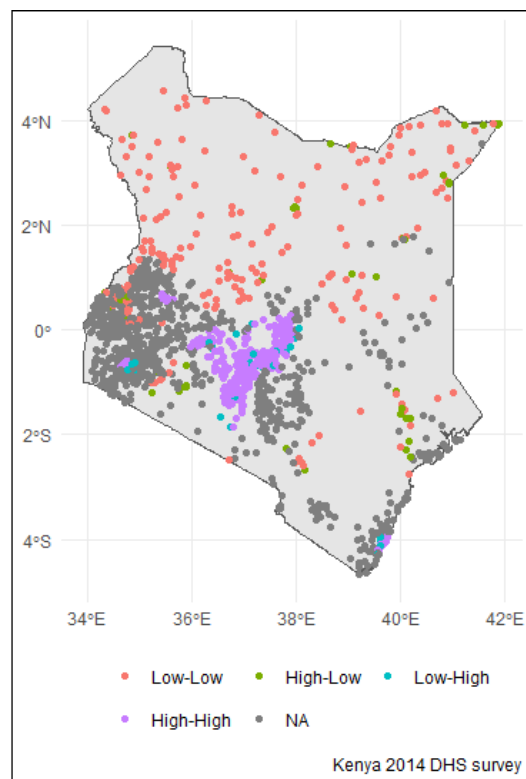 4°N
2°N
0°
2°S
4°S
34°E 36°E 38°E 40°E 42°E
Low-Low High-Low Low-High
High-High NA
Kenya 2014 DHS survey